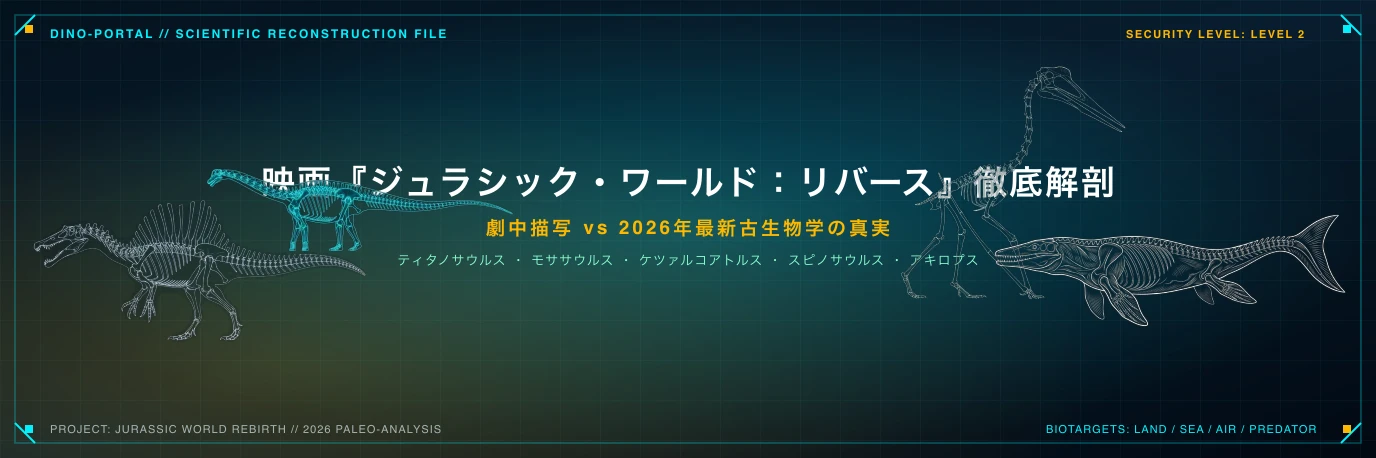 DINO-PORTAL // SCIENTIFIC RECONSTRUCTION FILE
SECURITY LEVEL: LEVEL 2
映画『ジュラシック・ワールド：リバース』徹底解剖
劇中描写 vs 2026年最新古生物学の真実
ティタノサウルス ・ モササウルス ・ ケツァルコアトルス ・ スピノサウルス ・ アキロプス
PROJECT: JURASSIC WORLD REBIRTH // 2026 PALEO-ANALYSIS
BIOTARGETS: LAND / SEA / AIR / PREDATOR